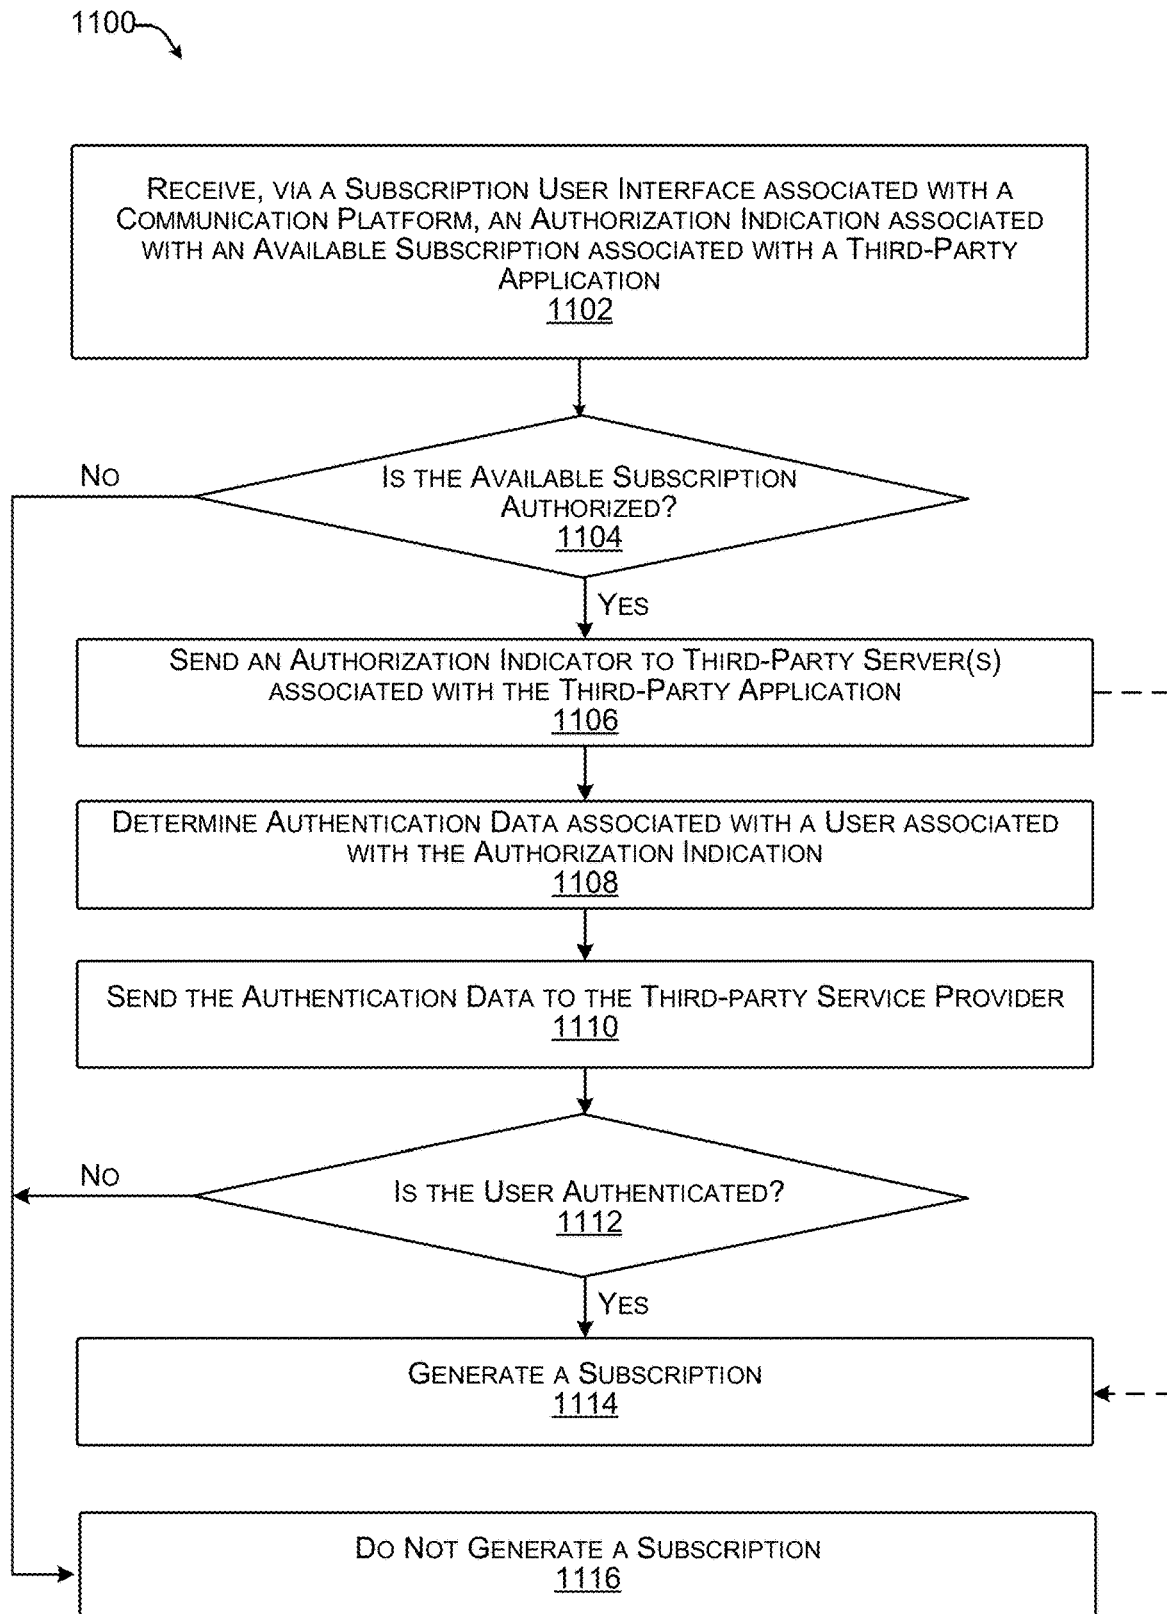 1100
RECEIVE, VIA A SUBSCRIPTION USER INTERFACE ASSOCIATED WITH A
COMMUNICATION PLATFORM, AN AUTHORIZATION INDICATION ASSOCIATED
WITH AN AVAILABLE SUBSCRIPTION ASSOCIATED WITH A THIRD-PARTY
APPLICATION
1102
NO
IS THE AVAILABLE SUBSCRIPTION
AUTHORIZED?
1104
YES
SEND AN AUTHORIZATION INDICATOR TO THIRD-PARTY SERVER(S)
ASSOCIATED WITH THE THIRD-PARTY APPLICATION
1106
DETERMINE AUTHENTICATION DATA ASSOCIATED WITH A USER ASSOCIATED
WITH THE AUTHORIZATION INDICATION
1108
SEND THE AUTHENTICATION DATA TO THE THIRD-PARTY SERVICE PROVIDER
1110
NO
IS THE USER AUTHENTICATED?
1112
YES
GENERATE A SUBSCRIPTION
1114
DO NOT GENERATE A SUBSCRIPTION
1116